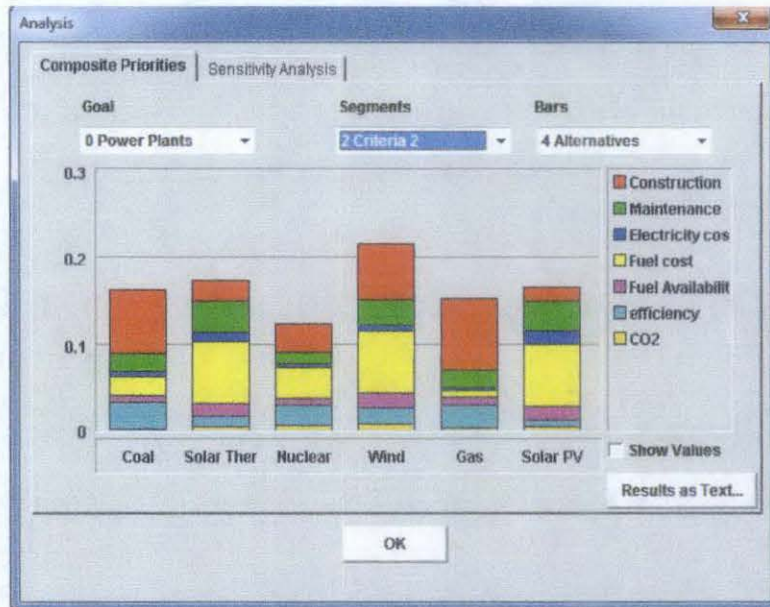 Analysis
x
Composite Priorities Sensitivity Analysis
Goal Segments Bars
0 Power Plants 2 Criteria 2 4 Alternatives
0.3
0.2
0.1
0
Construction
Maintenance
Electricity cos
Fuel cost
Fuel Availabilit
efficiency
CO2
Coal Solar Ther Nuclear Wind Gas Solar PV
Show Values
Results as Text...
OK